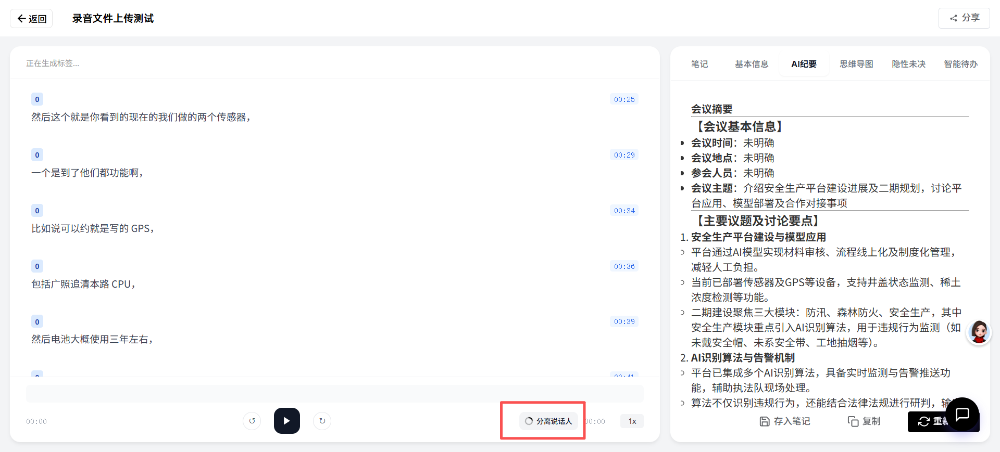 返回
录音文件上传测试
分享
正在生成标签...
0
00:25
然后这个就是你看到的现在的我们做的两个传感器，
0
00:29
一个是到了他们都功能啊，
0
00:34
比如说可以约就是写的 GPS，
0
00:36
包括广照追清本路 CPU，
0
00:39
然后电池大概使用三年左右，
00:00
分离说话人
00:00
1x
笔记
基本信息
AI纪要
思维导图
隐性未决
智能待办
会议摘要
【会议基本信息】
会议时间：未明确
会议地点：未明确
参会人员：未明确
会议主题：介绍安全生产平台建设进展及二期规划，讨论平
台应用、模型部署及合作对接事项
【主要议题及讨论要点】
1. 安全生产平台建设与模型应用
平台通过AI模型实现材料审核、流程线上化及制度化管理，
减轻人工负担。
当前已部署传感器及GPS等设备，支持井盖状态监测、稀土
浓度检测等功能。
二期建设聚焦三大模块：防汛、森林防火、安全生产，其中
安全生产模块重点引入AI识别算法，用于违规行为监测（如
未戴安全帽、未系安全带、工地抽烟等）。
2. AI识别算法与告警机制
平台已集成多个AI识别算法，具备实时监测与告警推送功
能，辅助执法队现场处理。
算法不仅识别违规行为，还能结合法律法规进行研判，输
存入笔记
复制
重新